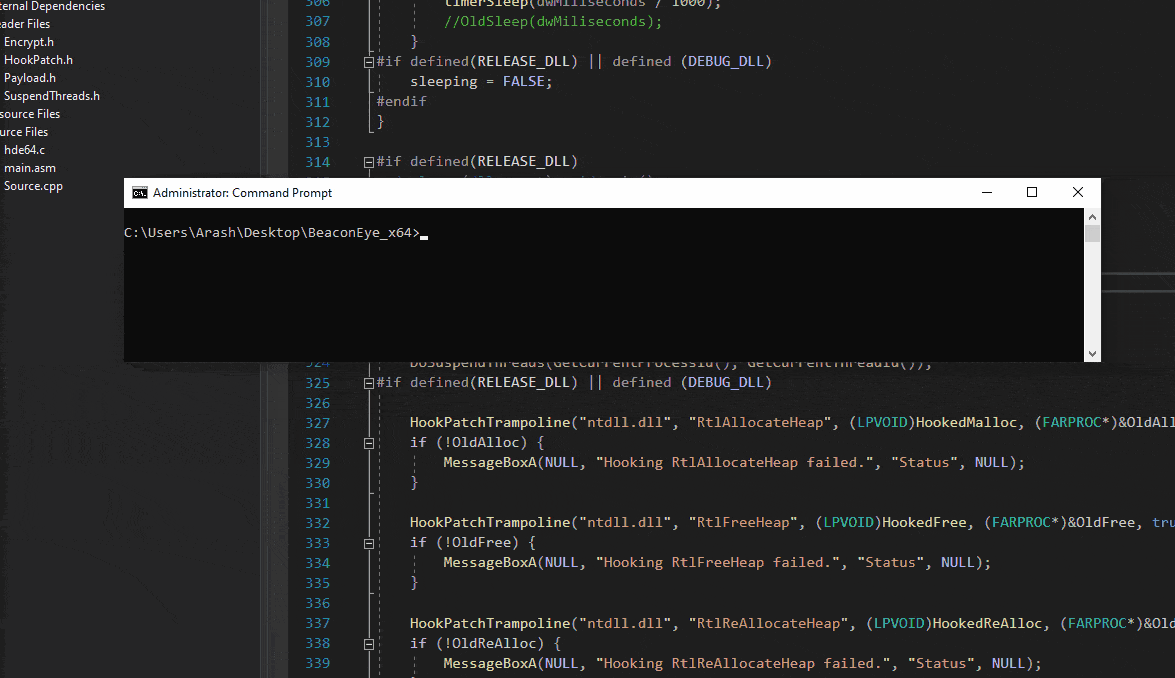 ternal Dependencies
eader Files
Encrypt.h
HookPatch.h
Payload.h
SuspendThreads.h
source Files
urce Files
hde64.c
main.asm
Source.cpp
306 timerSleep(dwMiliseconds / 1000);
307 //OldSleep(dwMiliseconds);
308 }
309 #if defined(RELEASE_DLL) || defined (DEBUG_DLL)
310 sleeping = FALSE;
311 #endif
312 }
313
314 #if defined(RELEASE_DLL)
Administrator: Command Prompt
C:\Users\Arash\Desktop\BeaconEye_x64>
324 DoSuspendThreads(GetCurrentProcessId(), GetCurrentThreadId());
325 #if defined(RELEASE_DLL) || defined (DEBUG_DLL)
326
327 HookPatchTrampoline("ntdll.dll", "RtlAllocateHeap", (LPVOID)HookedMalloc, (FARPROC*)&OldAll
328 if (!OldAlloc) {
329 MessageBoxA(NULL, "Hooking RtlAllocateHeap failed.", "Status", NULL);
330 }
331
332 HookPatchTrampoline("ntdll.dll", "RtlFreeHeap", (LPVOID)HookedFree, (FARPROC*)&OldFree, tru
333 if (!OldFree) {
334 MessageBoxA(NULL, "Hooking RtlFreeHeap failed.", "Status", NULL);
335 }
336
337 HookPatchTrampoline("ntdll.dll", "RtlReAllocateHeap", (LPVOID)HookedReAlloc, (FARPROC*)&Old
338 if (!OldReAlloc) {
339 MessageBoxA(NULL, "Hooking RtlReAllocateHeap failed.", "Status", NULL);